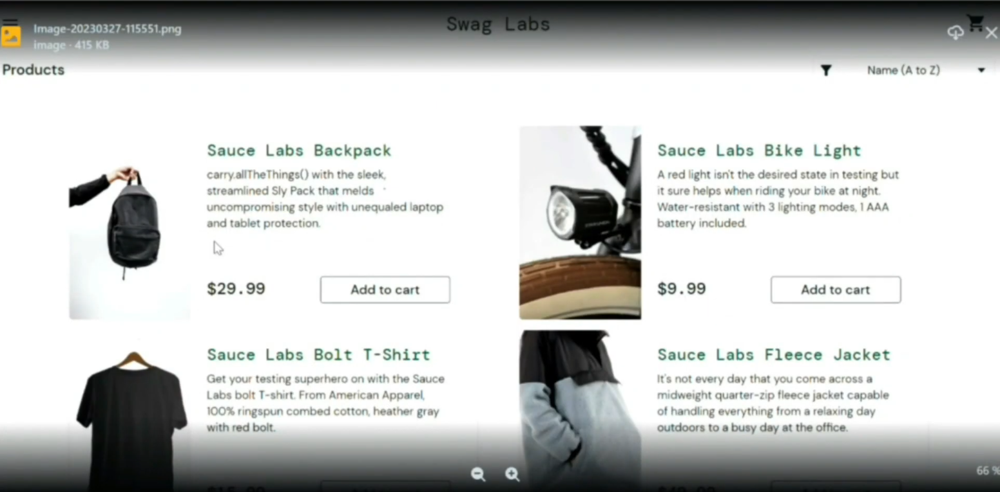 Swag Labs
Image-20230327-115551.png
image · 415 KB
Products
Name (A to Z)
Sauce Labs Backpack
carry.allTheThings() with the sleek,
streamlined Sly Pack that melds
uncompromising style with unequaled laptop
and tablet protection.
$29.99
Add to cart
Sauce Labs Bike Light
A red light isn't the desired state in testing but
it sure helps when riding your bike at night.
Water-resistant with 3 lighting modes, 1 AAA
battery included.
$9.99
Add to cart
Sauce Labs Bolt T-Shirt
Get your testing superhero on with the Sauce
Labs bolt T-shirt. From American Apparel,
100% ringspun combed cotton, heather gray
with red bolt.
Sauce Labs Fleece Jacket
It's not every day that you come across a
midweight quarter-zip fleece jacket capable
of handling everything from a relaxing day
outdoors to a busy day at the office.
66 %